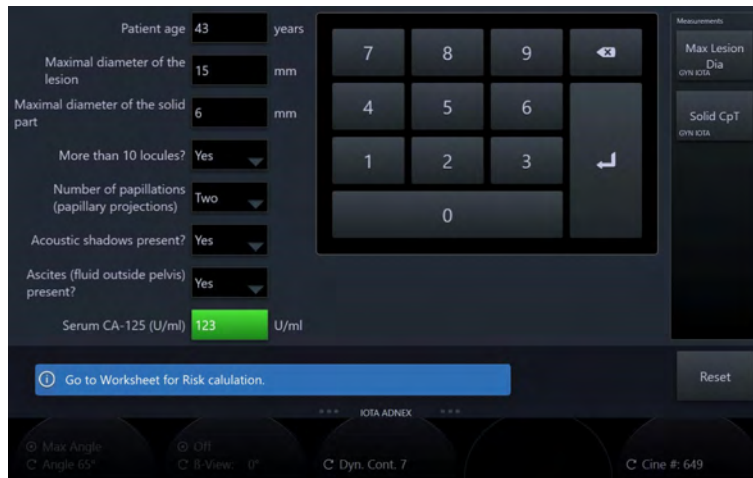 Patient age 43 years
Maximal diameter of the
lesion
15 mm
Maximal diameter of the solid
part
6 mm
More than 10 locules? Yes
Number of papillations
(papillary projections)
Two
Acoustic shadows present? Yes
Ascites (fluid outside pelvis)
present?
Yes
Serum CA-125 (U/ml) 123 U/ml
7 8 9
4 5 6
1 2 3
0
Measurements
Max Lesion
Dia
GYN IOTA
Solid CpT
GYN IOTA
Go to Worksheet for Risk calulation.
Reset
IOTA ADNEX
Max Angle
Angle 65°
Off
B-View: 0°
Dyn. Cont. 7
Cine #: 649